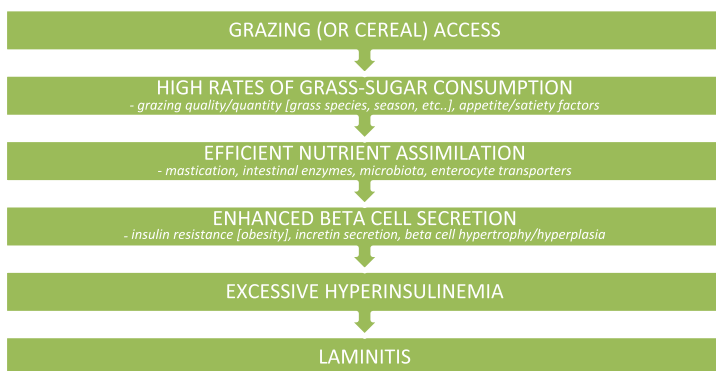 GRAZING (OR CEREAL) ACCESS
HIGH RATES OF GRASS-SUGAR CONSUMPTION
- grazing quality/quantity [grass species, season, etc..], appetite/satiety factors
EFFICIENT NUTRIENT ASSIMILATION
- mastication, intestinal enzymes, microbiota, enterocyte transporters
ENHANCED BETA CELL SECRETION
- insulin resistance [obesity], incretin secretion, beta cell hypertrophy/hyperplasia
EXCESSIVE HYPERINSULINEMIA
LAMINITIS